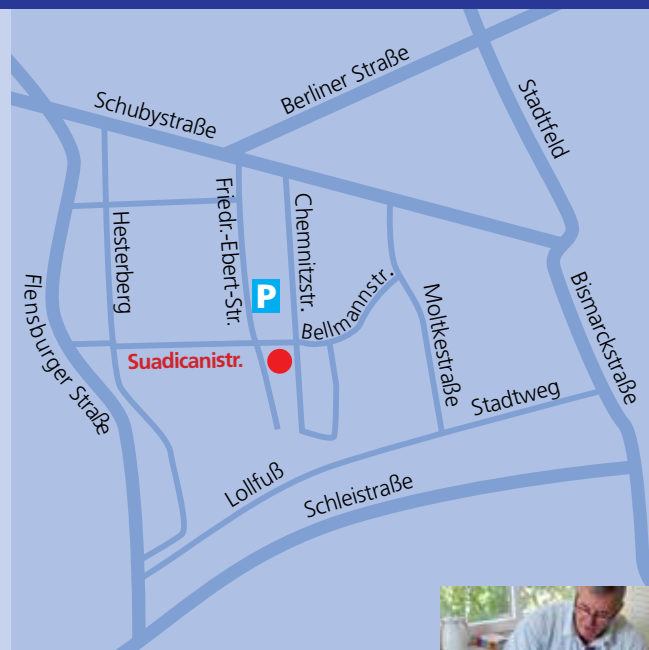 Schubystraße
Berliner Straße
Stadtfeld
Friedr.-Ebert-Str.
Chemnitzstr.
Hesterberg
Flensburger Straße
P
Bellmannstr.
Moltkestraße
Bismarckstraße
Suadicanistr.
Stadtweg
Lollfuß
Schleistraße